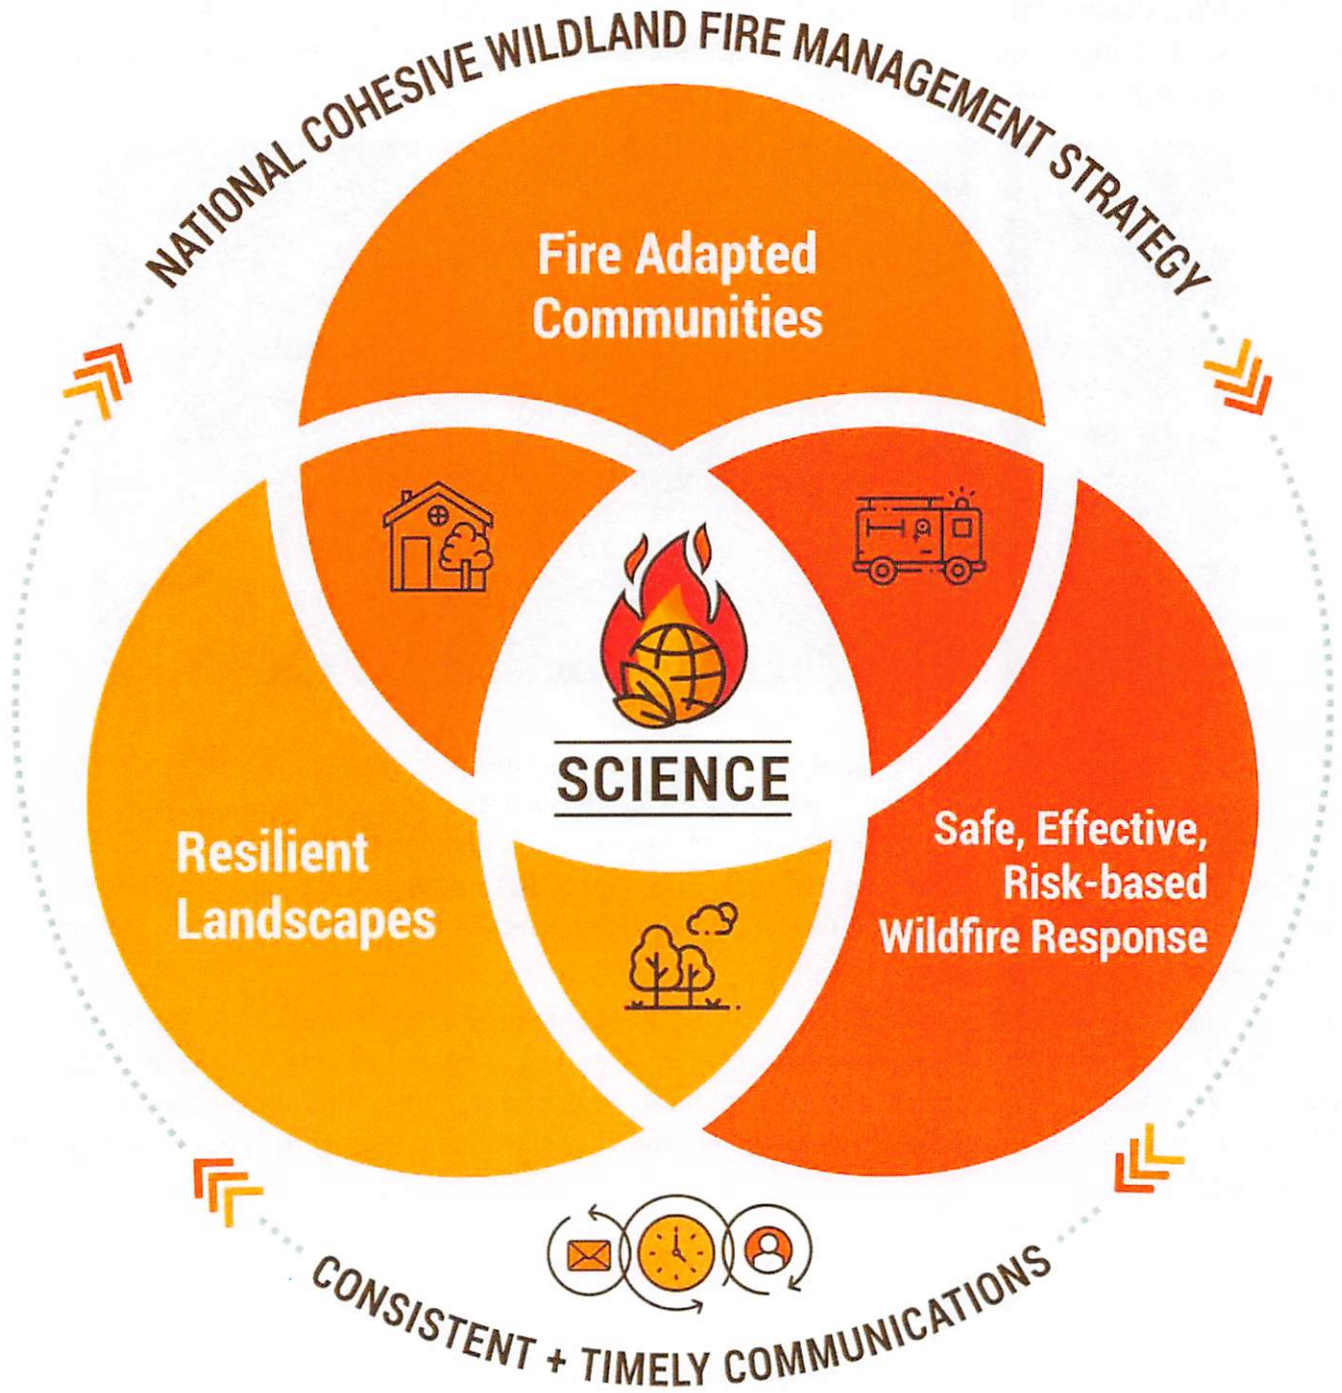 NATIONAL COHESIVE WILDLAND FIRE MANAGEMENT STRATEGY
Fire Adapted
Communities
SCIENCE
Resilient
Landscapes
Safe, Effective,
Risk-based
Wildfire Response
CONSISTENT + TIMELY COMMUNICATIONS